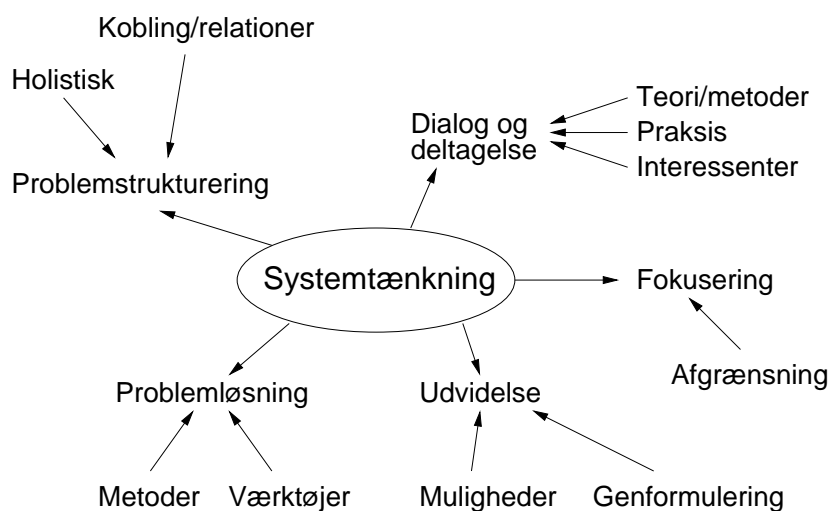 Kobling/relationer
Holistisk
Problemstrukturering
Dialog og
deltagelse
Teori/metoder
Praksis
Interessenter
Systemtænkning
Fokusering
Afgrænsning
Problemløsning
Udvidelse
Metoder
Værktøjer
Muligheder
Genformulering